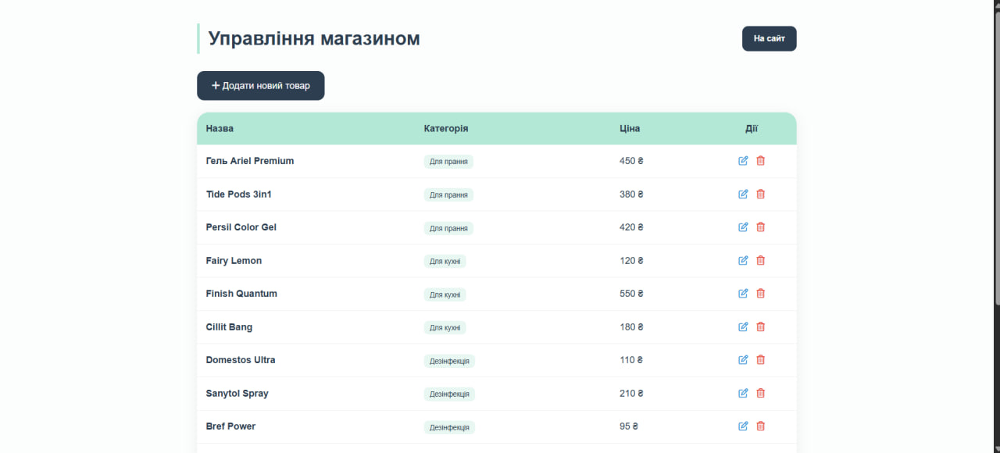 Управління магазином
На сайт
+ Додати новий товар
Назва Категорія Ціна Дії
Гель Ariel Premium Для прання 450 ₴
Tide Pods 3in1 Для прання 380 ₴
Persil Color Gel Для прання 420 ₴
Fairy Lemon Для кухні 120 ₴
Finish Quantum Для кухні 550 ₴
Cillit Bang Для кухні 180 ₴
Domestos Ultra Дезінфекція 110 ₴
Sanytol Spray Дезінфекція 210 ₴
Bref Power Дезінфекція 95 ₴